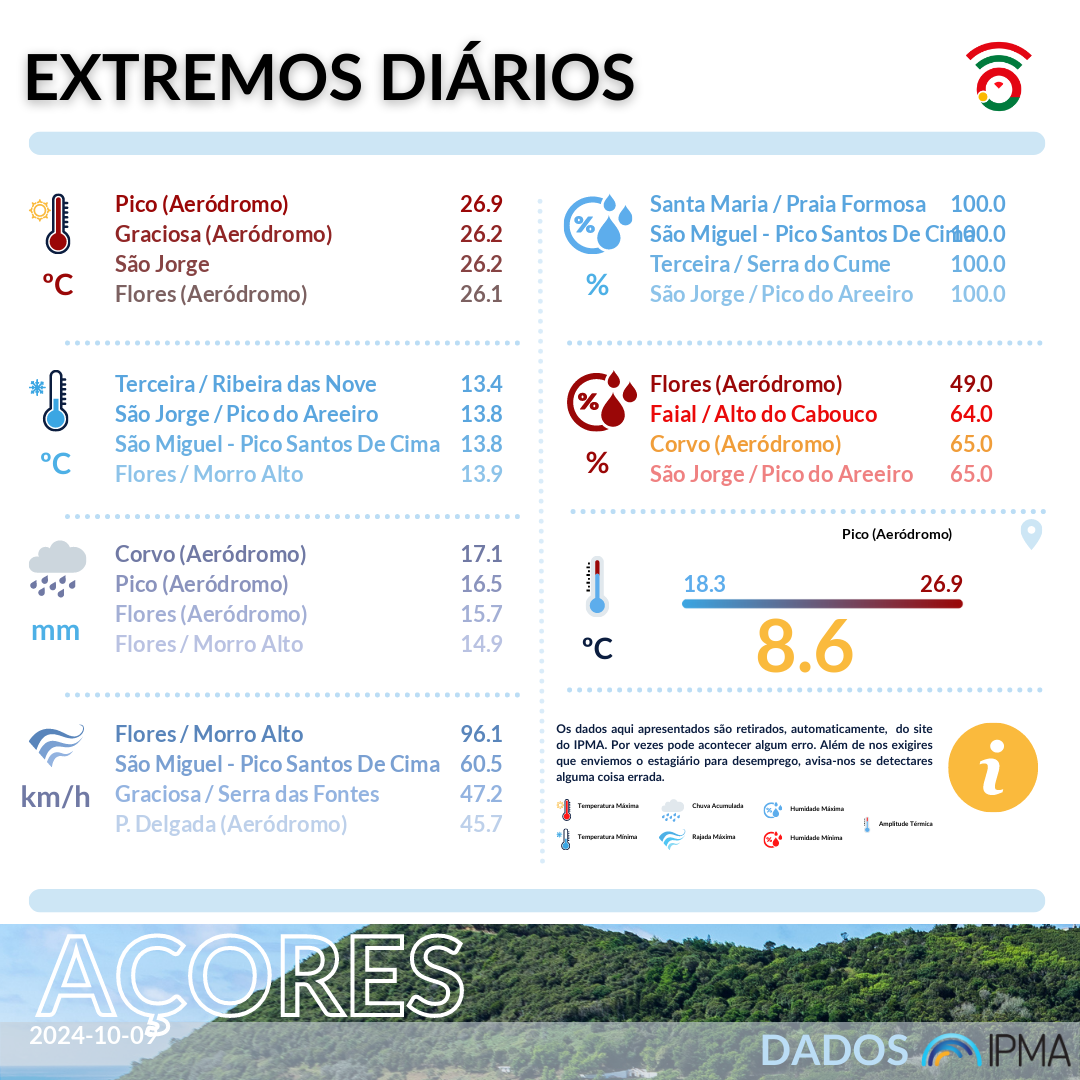 EXTREMOS DIÁRIOS
Pico (Aeródromo) 26.9
Graciosa (Aeródromo) 26.2
São Jorge 26.2
Flores (Aeródromo) 26.1
ºC
Terceira / Ribeira das Nove 13.4
São Jorge / Pico do Areeiro 13.8
São Miguel - Pico Santos De Cima 13.8
Flores / Morro Alto 13.9
ºC
Corvo (Aeródromo) 17.1
Pico (Aeródromo) 16.5
Flores (Aeródromo) 15.7
Flores / Morro Alto 14.9
mm
Flores / Morro Alto 96.1
São Miguel - Pico Santos De Cima 60.5
Graciosa / Serra das Fontes 47.2
P. Delgada (Aeródromo) 45.7
km/h
%
Santa Maria / Praia Formosa 100.0
São Miguel - Pico Santos De Cima 100.0
Terceira / Serra do Cume 100.0
São Jorge / Pico do Areeiro 100.0
%
%
Flores (Aeródromo) 49.0
Faial / Alto do Cabouco 64.0
Corvo (Aeródromo) 65.0
São Jorge / Pico do Areeiro 65.0
%
Pico (Aeródromo)
18.3 26.9
8.6
ºC
Os dados aqui apresentados são retirados, automaticamente, do site
do IPMA. Por vezes pode acontecer algum erro. Além de nos exigires
que enviemos o estagiário para desemprego, avisa-nos se detectares
alguma coisa errada.
i
Temperatura Máxima
Chuva Acumulada
Humidade Máxima
Amplitude Térmica
Temperatura Mínima
Rajada Máxima
Humidade Mínima
AÇORES
2024-10-09
DADOS IPMA